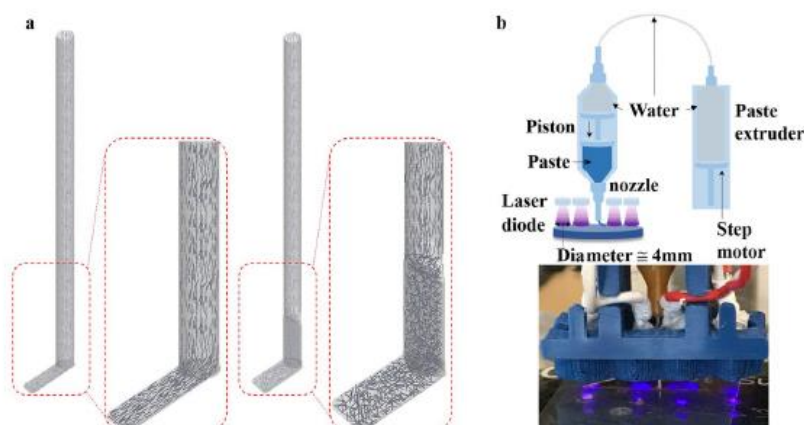 a
b
Water
Paste
extruder
Piston
Paste
nozzle
Laser
diode
Step
motor
Diameter ≅ 4mm